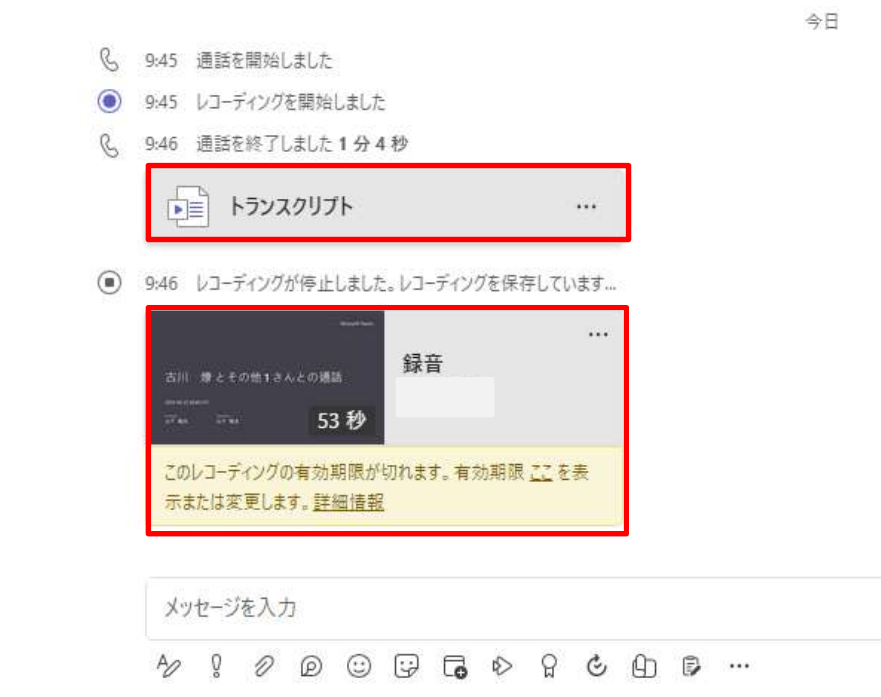 今日
9:45 通話を開始しました
9:45 レコーディングを開始しました
9:46 通話を終了しました 1 分 4 秒
トランスクリプト
9:46 レコーディングが停止しました。レコーディングを保存しています...
古川 とその他1さんとの通話
53 秒
録音
このレコーディングの有効期限が切れます。有効期限 ここ を表
示または変更します。詳細情報
メッセージを入力